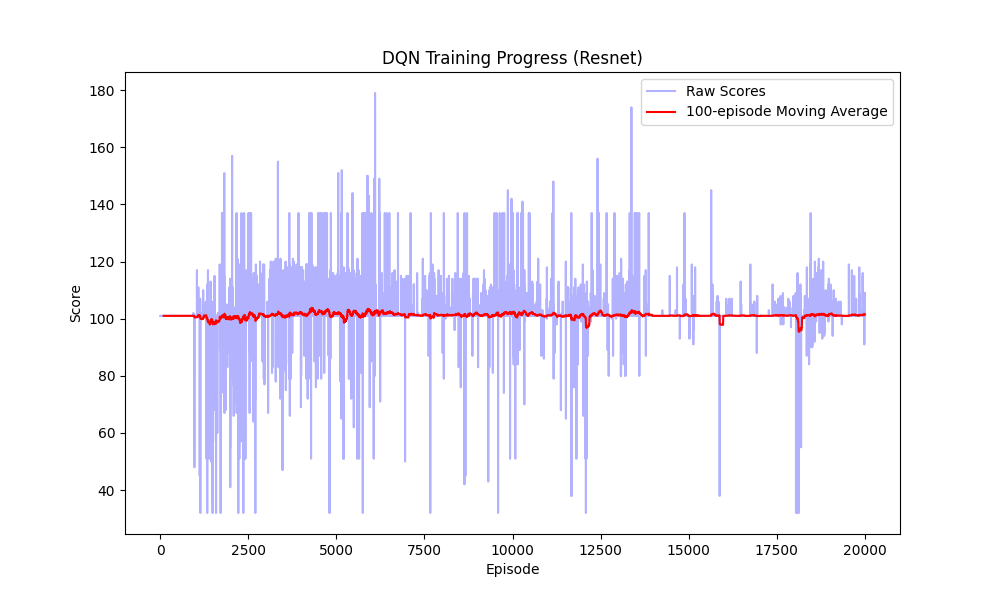 DQN Training Progress (Resnet)
Raw Scores
100-episode Moving Average
Score
180
160
140
120
100
80
60
40
0 2500 5000 7500 10000 12500 15000 17500 20000
Episode